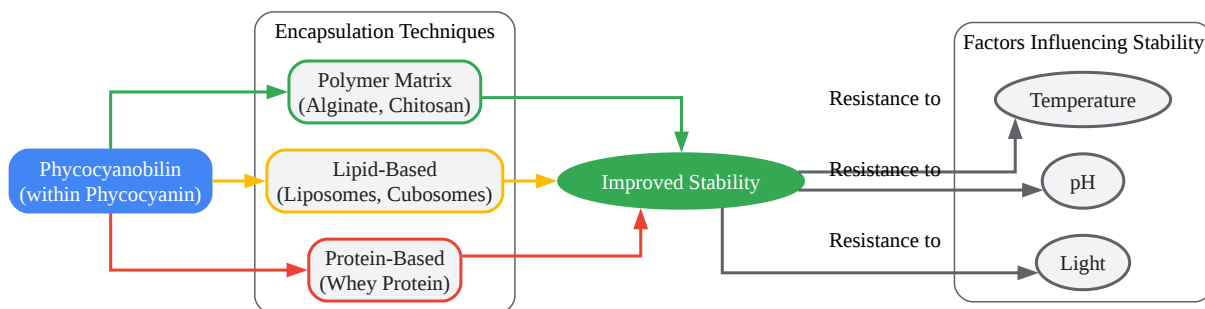 Encapsulation Techniques
Factors Influencing Stability
Polymer Matrix
(Alginate, Chitosan)
Resistance to
Temperature
Phycocyanobilin
(within Phycocyanin)
Lipid-Based
(Liposomes, Cubosomes)
Improved Stability
Resistance to
pH
Protein-Based
(Whey Protein)
Resistance to
Light